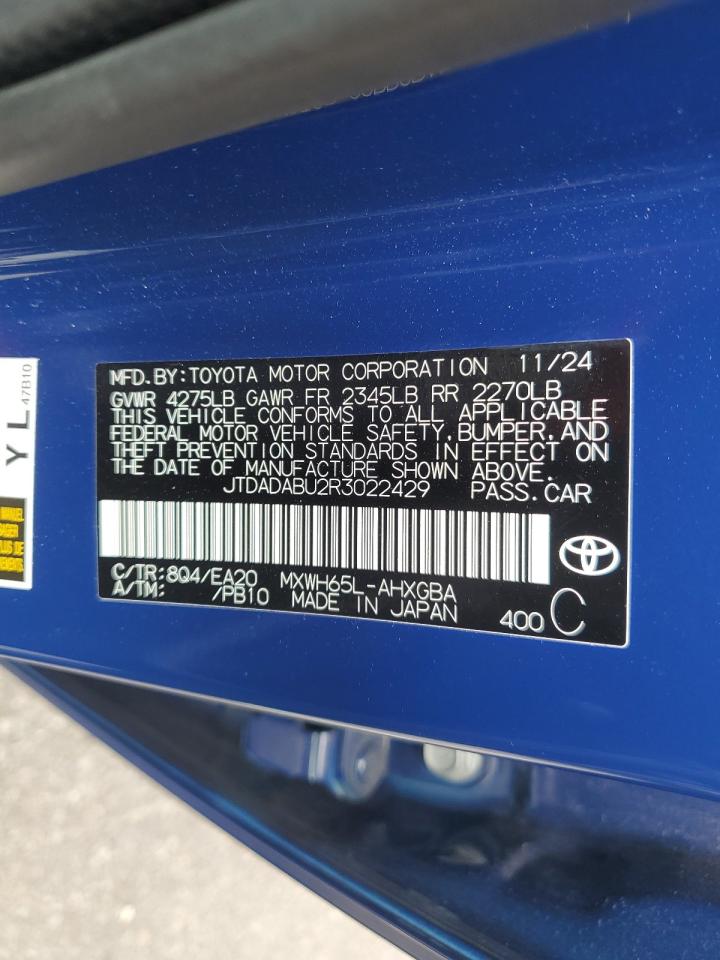 MFD.BY:TOYOTA MOTOR CORPORATION 11/24
GVWR 4275LB GAWR FR 2345LB RR 2270LB
THIS VEHICLE CONFORMS TO ALL APPLICABLE
FEDERAL MOTOR VEHICLE SAFETY,BUMPER,AND
THEFT PREVENTION STANDARDS IN EFFECT ON
THE DATE OF MANUFACTURE SHOWN ABOVE.
JTDADABU2R3022429 PASS.CAR
C/TR:8Q4/EA20 MXWH65L-AHXGBA
A/TM: /PB10 MADE IN JAPAN 400 C
YL
47B10